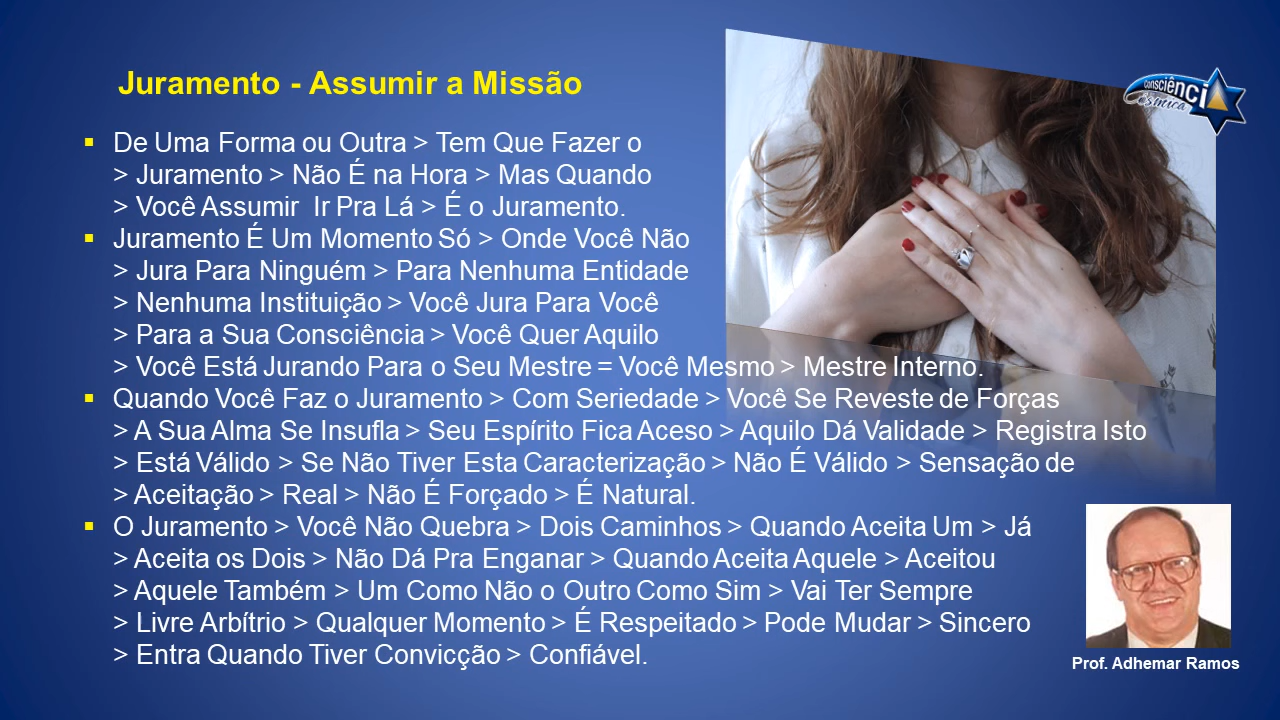 Juramento - Assumir a Missão
Consciência
Cósmica
▪ De Uma Forma ou Outra > Tem Que Fazer o
> Juramento > Não É na Hora > Mas Quando
> Você Assumir Ir Pra Lá > É o Juramento.
▪ Juramento É Um Momento Só > Onde Você Não
> Jura Para Ninguém > Para Nenhuma Entidade
> Nenhuma Instituição > Você Jura Para Você
> Para a Sua Consciência > Você Quer Aquilo
> Você Está Jurando Para o Seu Mestre = Você Mesmo > Mestre Interno.
▪ Quando Você Faz o Juramento > Com Seriedade > Você Se Reveste de Forças
> A Sua Alma Se Insufla > Seu Espírito Fica Aceso > Aquilo Dá Validade > Registra Isto
> Está Válido > Se Não Tiver Esta Caracterização > Não É Válido > Sensação de
> Aceitação > Real > Não É Forçado > É Natural.
▪ O Juramento > Você Não Quebra > Dois Caminhos > Quando Aceita Um > Já
> Aceita os Dois > Não Dá Pra Enganar > Quando Aceita Aquele > Aceitou
> Aquele Também > Um Como Não o Outro Como Sim > Vai Ter Sempre
> Livre Arbítrio > Qualquer Momento > É Respeitado > Pode Mudar > Sincero
> Entra Quando Tiver Convicção > Confiável.
Prof. Adhemar Ramos